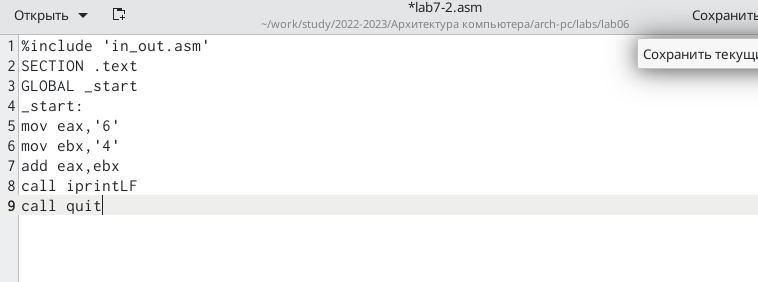 Открыть
*lab7-2.asm
~/work/study/2022-2023/Архитектура компьютера/arch-pc/labs/lab06
Сохранить
Сохранить текущи
1 %include 'in_out.asm'
2 SECTION .text
3 GLOBAL _start
4 _start:
5 mov eax,'6'
6 mov ebx,'4'
7 add eax,ebx
8 call iprintLF
9 call quit